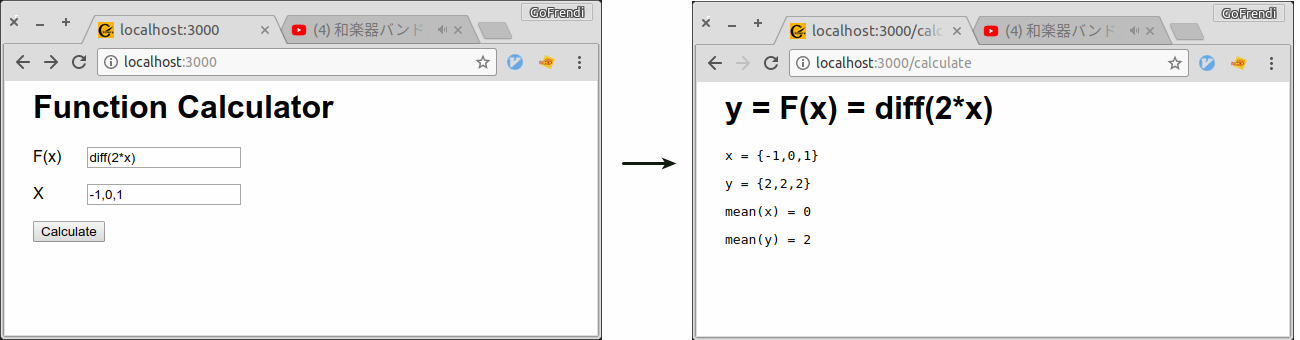 GoFrendi
localhost:3000
(4) 和楽器バンド
localhost:3000
Function Calculator
F(x) diff(2*x)
X -1,0,1
Calculate
GoFrendi
localhost:3000/calc
(4) 和楽器バンド
localhost:3000/calculate
y = F(x) = diff(2*x)
x = {-1,0,1}
y = {2,2,2}
mean(x) = 0
mean(y) = 2